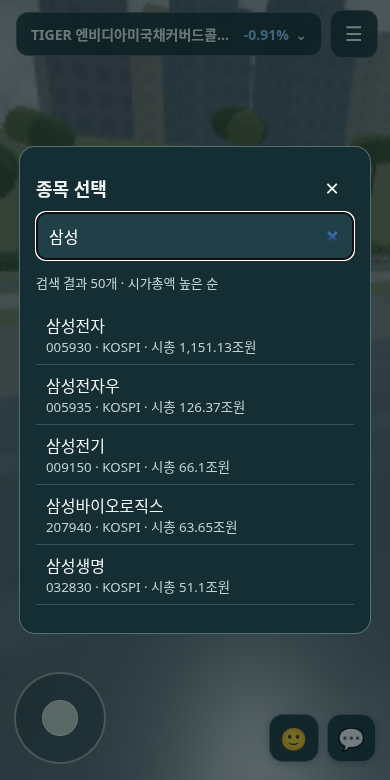 TIGER 엔비디아미국채커버드콜... -0.91%
종목 선택
삼성
검색 결과 50개 · 시가총액 높은 순
삼성전자
005930 · KOSPI · 시총 1,151.13조원
삼성전자우
005935 · KOSPI · 시총 126.37조원
삼성전기
009150 · KOSPI · 시총 66.1조원
삼성바이오로직스
207940 · KOSPI · 시총 63.65조원
삼성생명
032830 · KOSPI · 시총 51.1조원